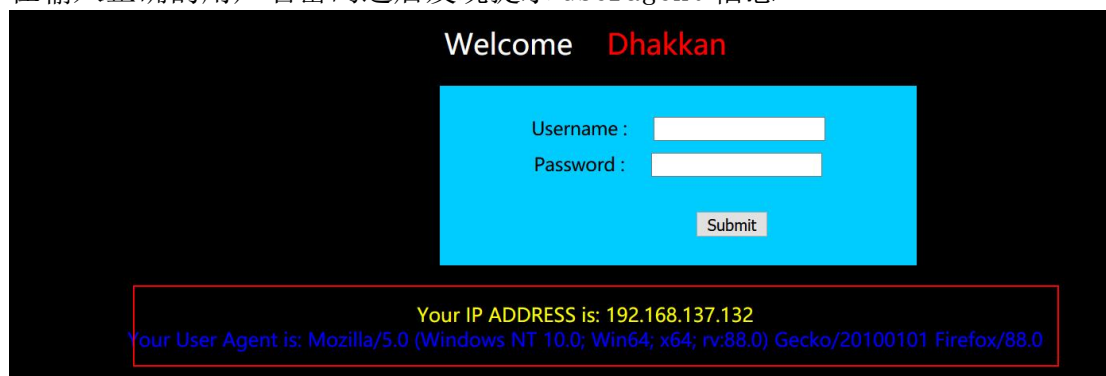 Welcome Dhakkan
Username :
Password :
Submit
Your IP ADDRESS is: 192.168.137.132
Your User Agent is: Mozilla/5.0 (Windows NT 10.0; Win64; x64; rv:88.0) Gecko/20100101 Firefox/88.0